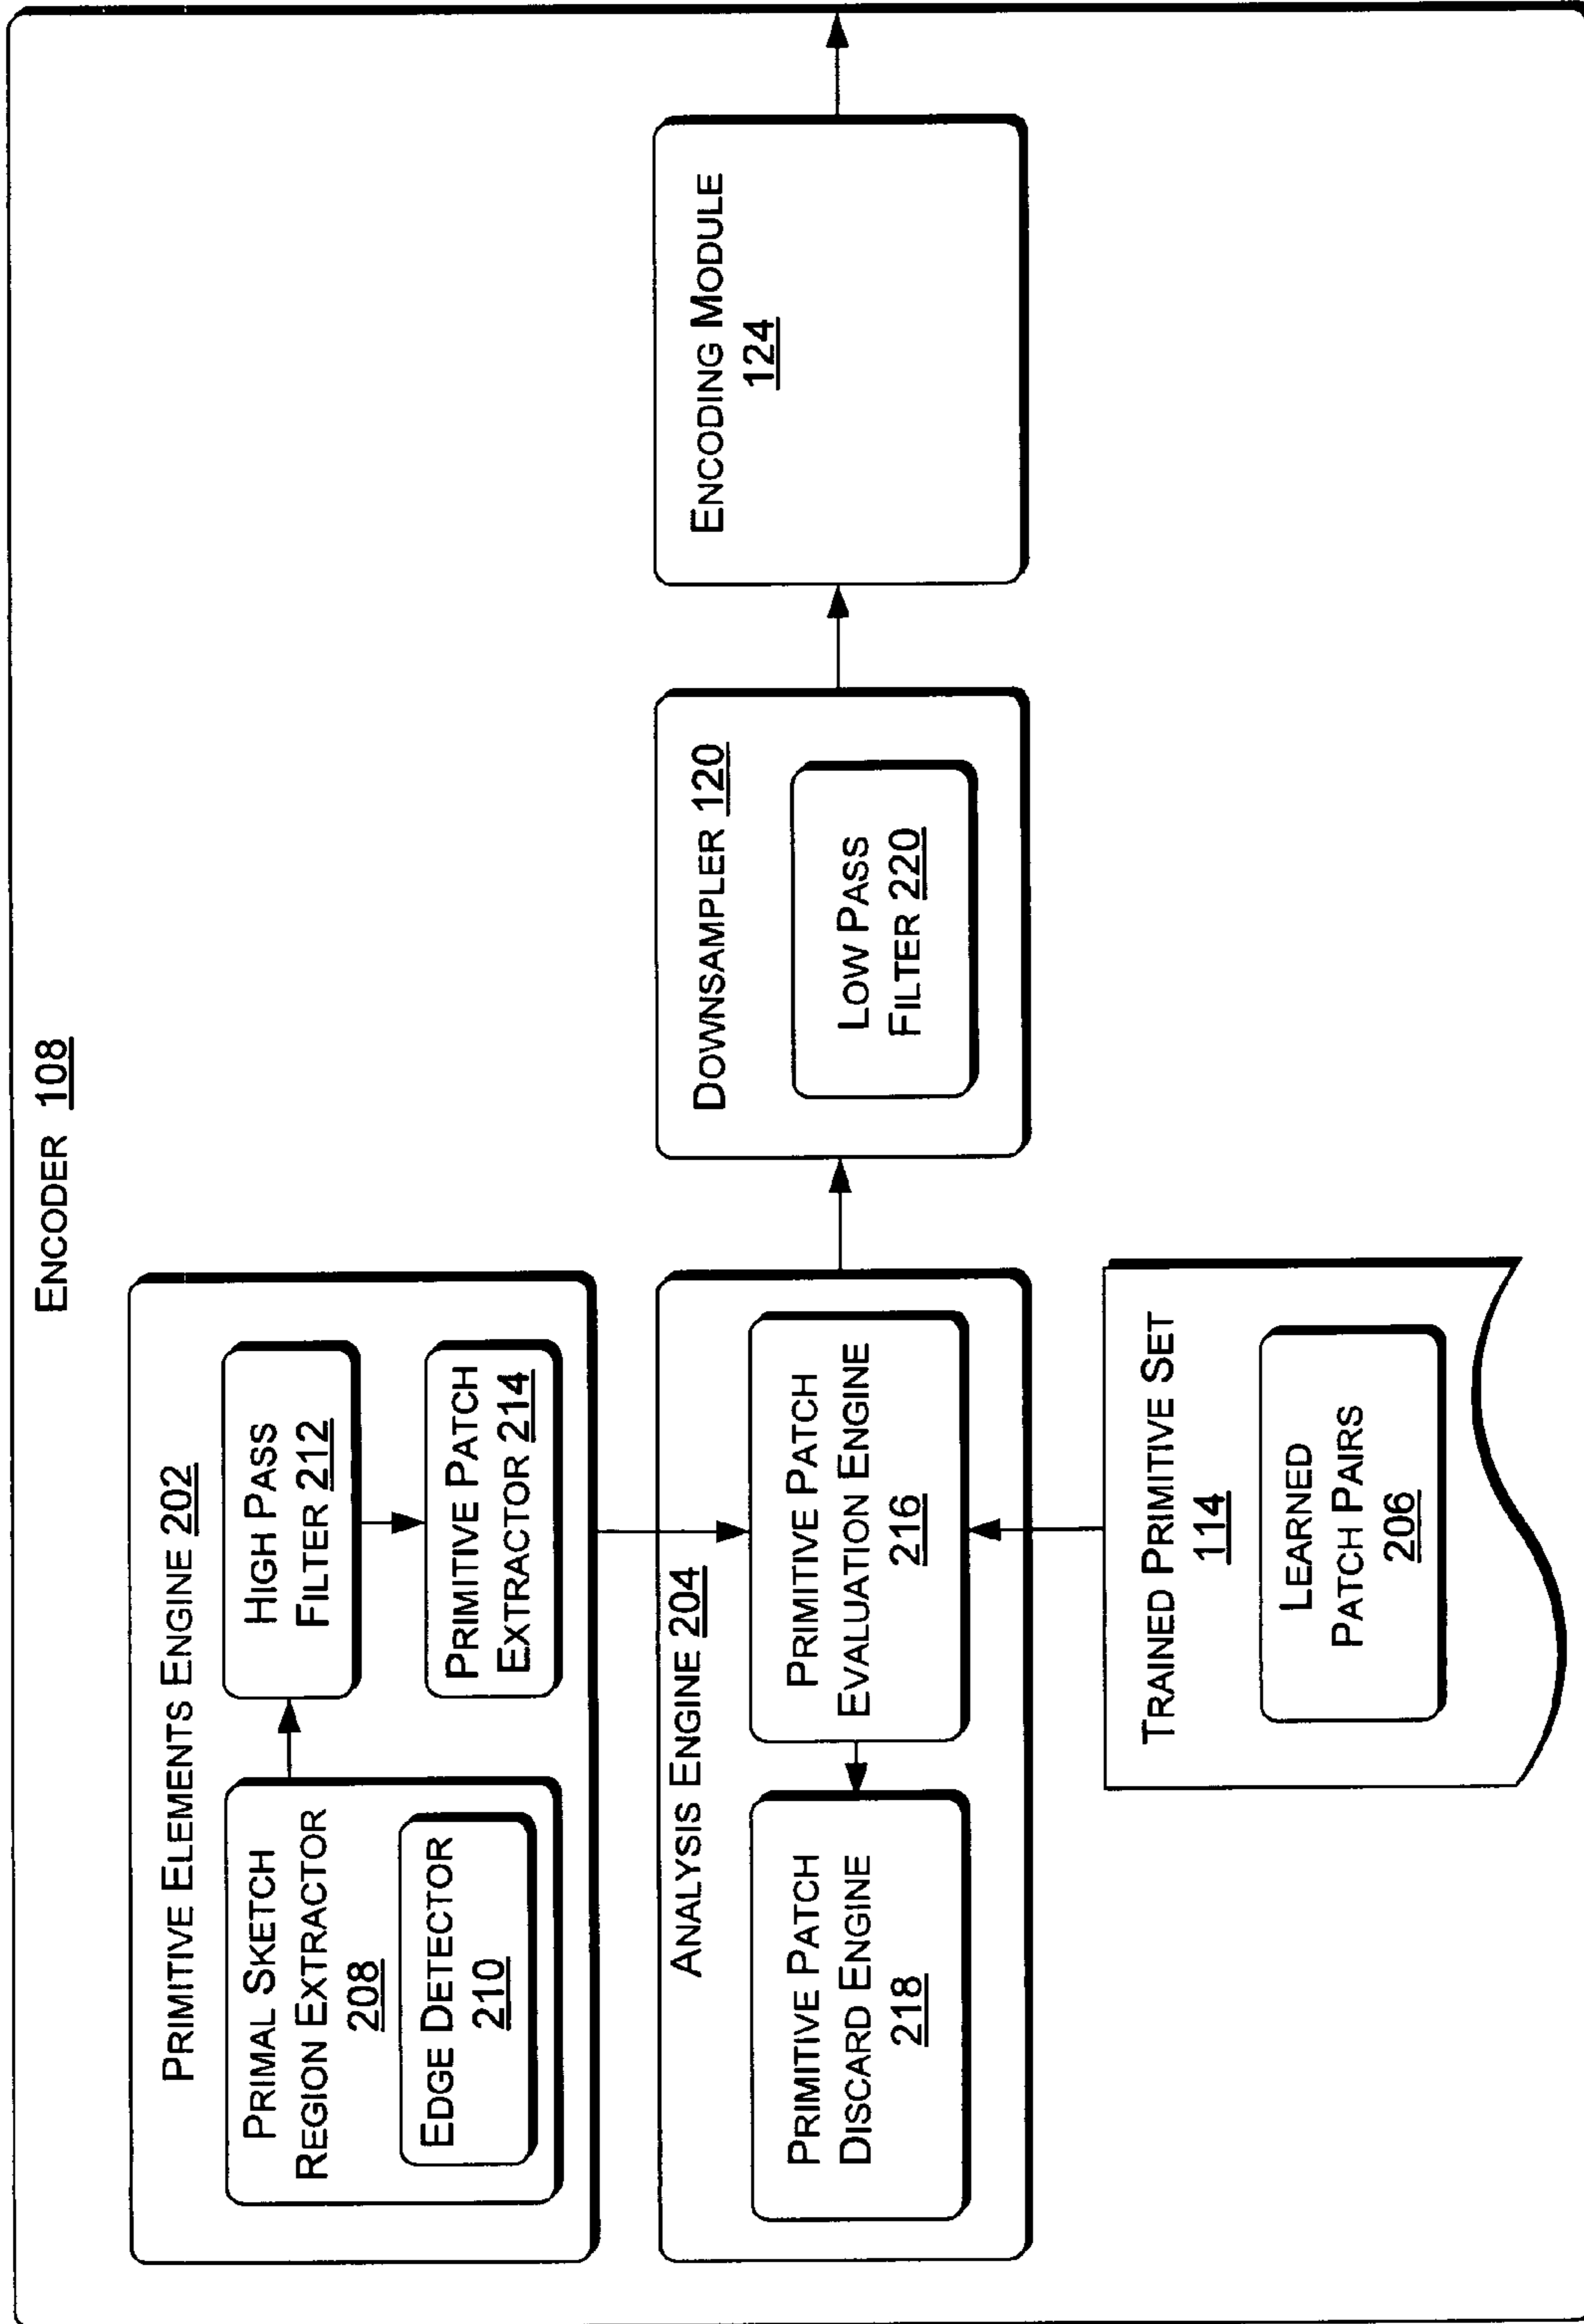 ENCODER 108
PRIMITIVE ELEMENTS ENGINE 202
PRIMAL SKETCH
REGION EXTRACTOR
208
EDGE DETECTOR
210
HIGH PASS
FILTER 212
PRIMITIVE PATCH
EXTRACTOR 214
ANALYSIS ENGINE 204
PRIMITIVE PATCH
DISCARD ENGINE
218
PRIMITIVE PATCH
EVALUATION ENGINE
216
TRAINED PRIMITIVE SET
114
LEARNED
PATCH PAIRS
206
DOWNSAMPLER 120
LOW PASS
FILTER 220
ENCODING MODULE
124